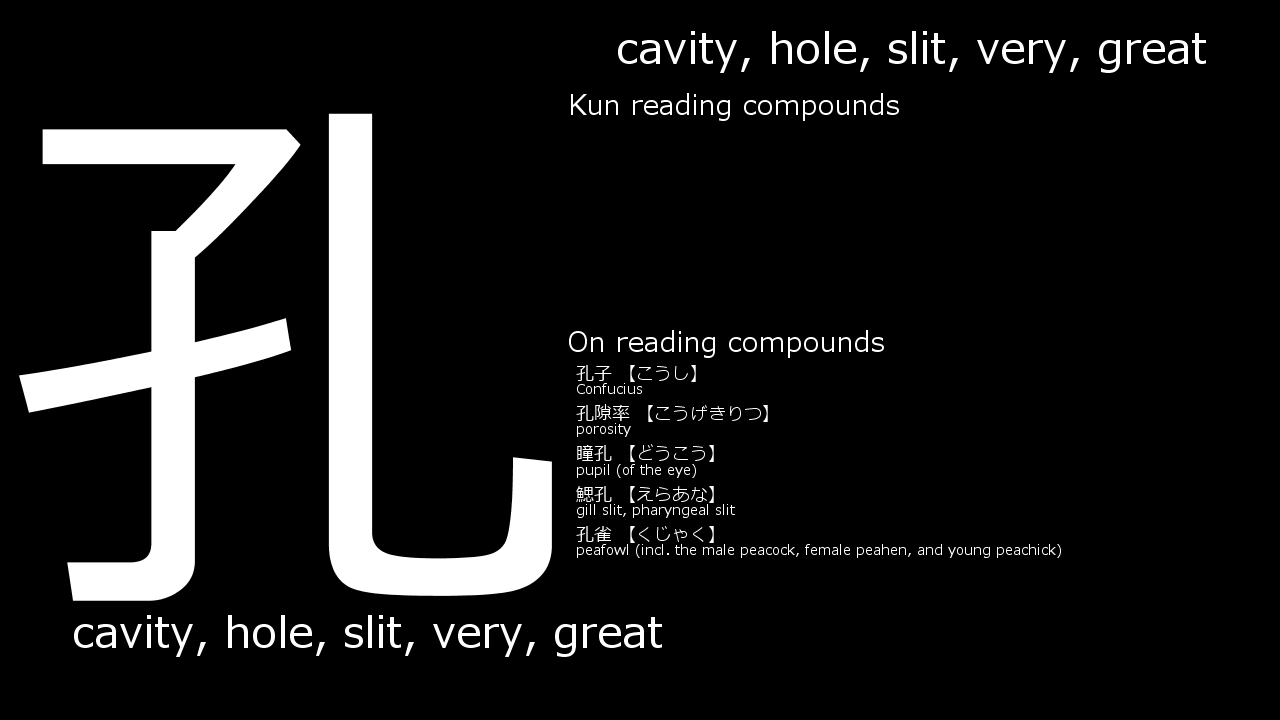 cavity, hole, slit, very, great
Kun reading compounds
孔
On reading compounds
孔子 【こうし】
Confucius
孔隙率 【こうげきりつ】
porosity
瞳孔 【どうこう】
pupil (of the eye)
鰓孔 【えらあな】
gill slit, pharyngeal slit
孔雀 【くじゃく】
peafowl (incl. the male peacock, female peahen, and young peachick)
cavity, hole, slit, very, great